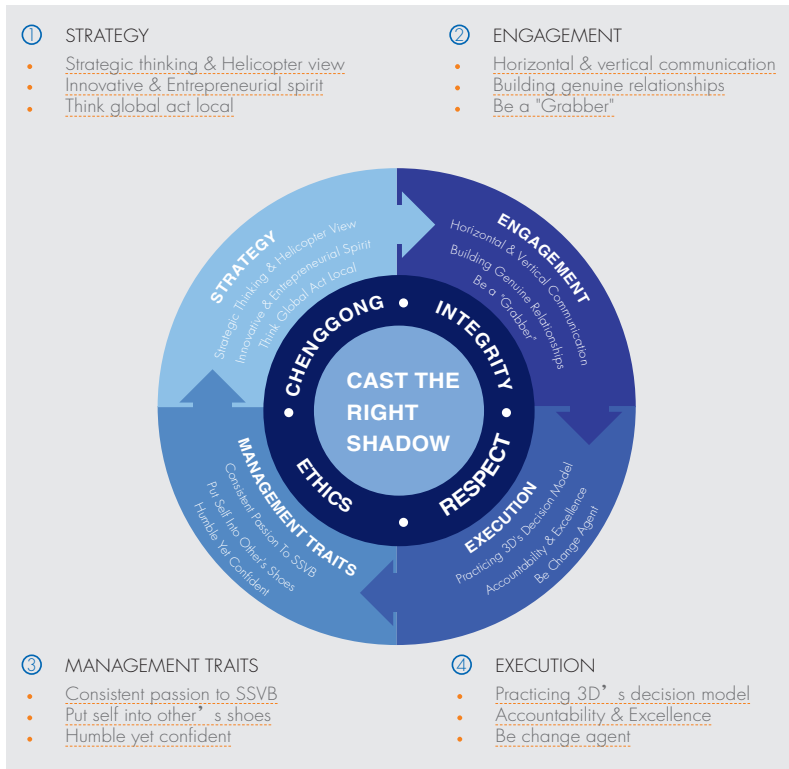 ① STRATEGY
• Strategic thinking & Helicopter view
• Innovative & Entrepreneurial spirit
• Think global act local
② ENGAGEMENT
• Horizontal & vertical communication
• Building genuine relationships
• Be a "Grabber"
STRATEGY
Strategic Thinking & Helicopter View
Innovative & Entrepreneurial Spirit
Think Global Act Local
ENGAGEMENT
Horizontal & Vertical Communication
Building Genuine Relationships
Be a "Grabber"
CHENGGONG
INTEGRITY
CAST THE
RIGHT
SHADOW
ETHICS
RESPECT
MANAGEMENT TRAITS
Consistent Passion To SSVB
Put Self Into Other's Shoes
Humble Yet Confident
EXECUTION
Practicing 3D's Decision Model
Accountability & Excellence
Be Change Agent
③ MANAGEMENT TRAITS
• Consistent passion to SSVB
• Put self into other’s shoes
• Humble yet confident
④ EXECUTION
• Practicing 3D’s decision model
• Accountability & Excellence
• Be change agent